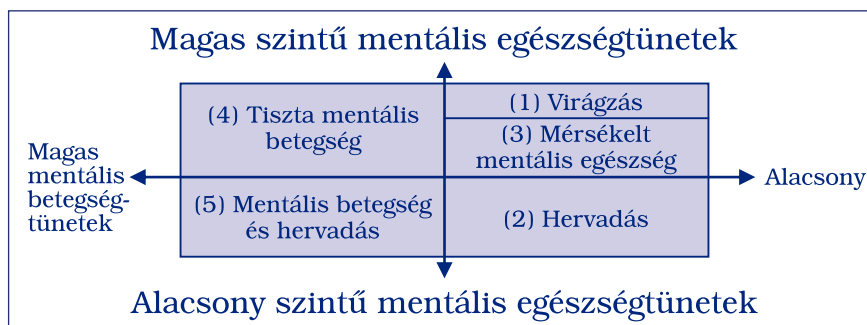 Magas szintű mentális egészségtünetek
(4) Tiszta mentális
betegség
(1) Virágzás
(3) Mérsékelt
mentális egészség
Magas
mentális
betegség-
tünetek
Alacsony
(5) Mentális betegség
és hervadás
(2) Hervadás
Alacsony szintű mentális egészségtünetek